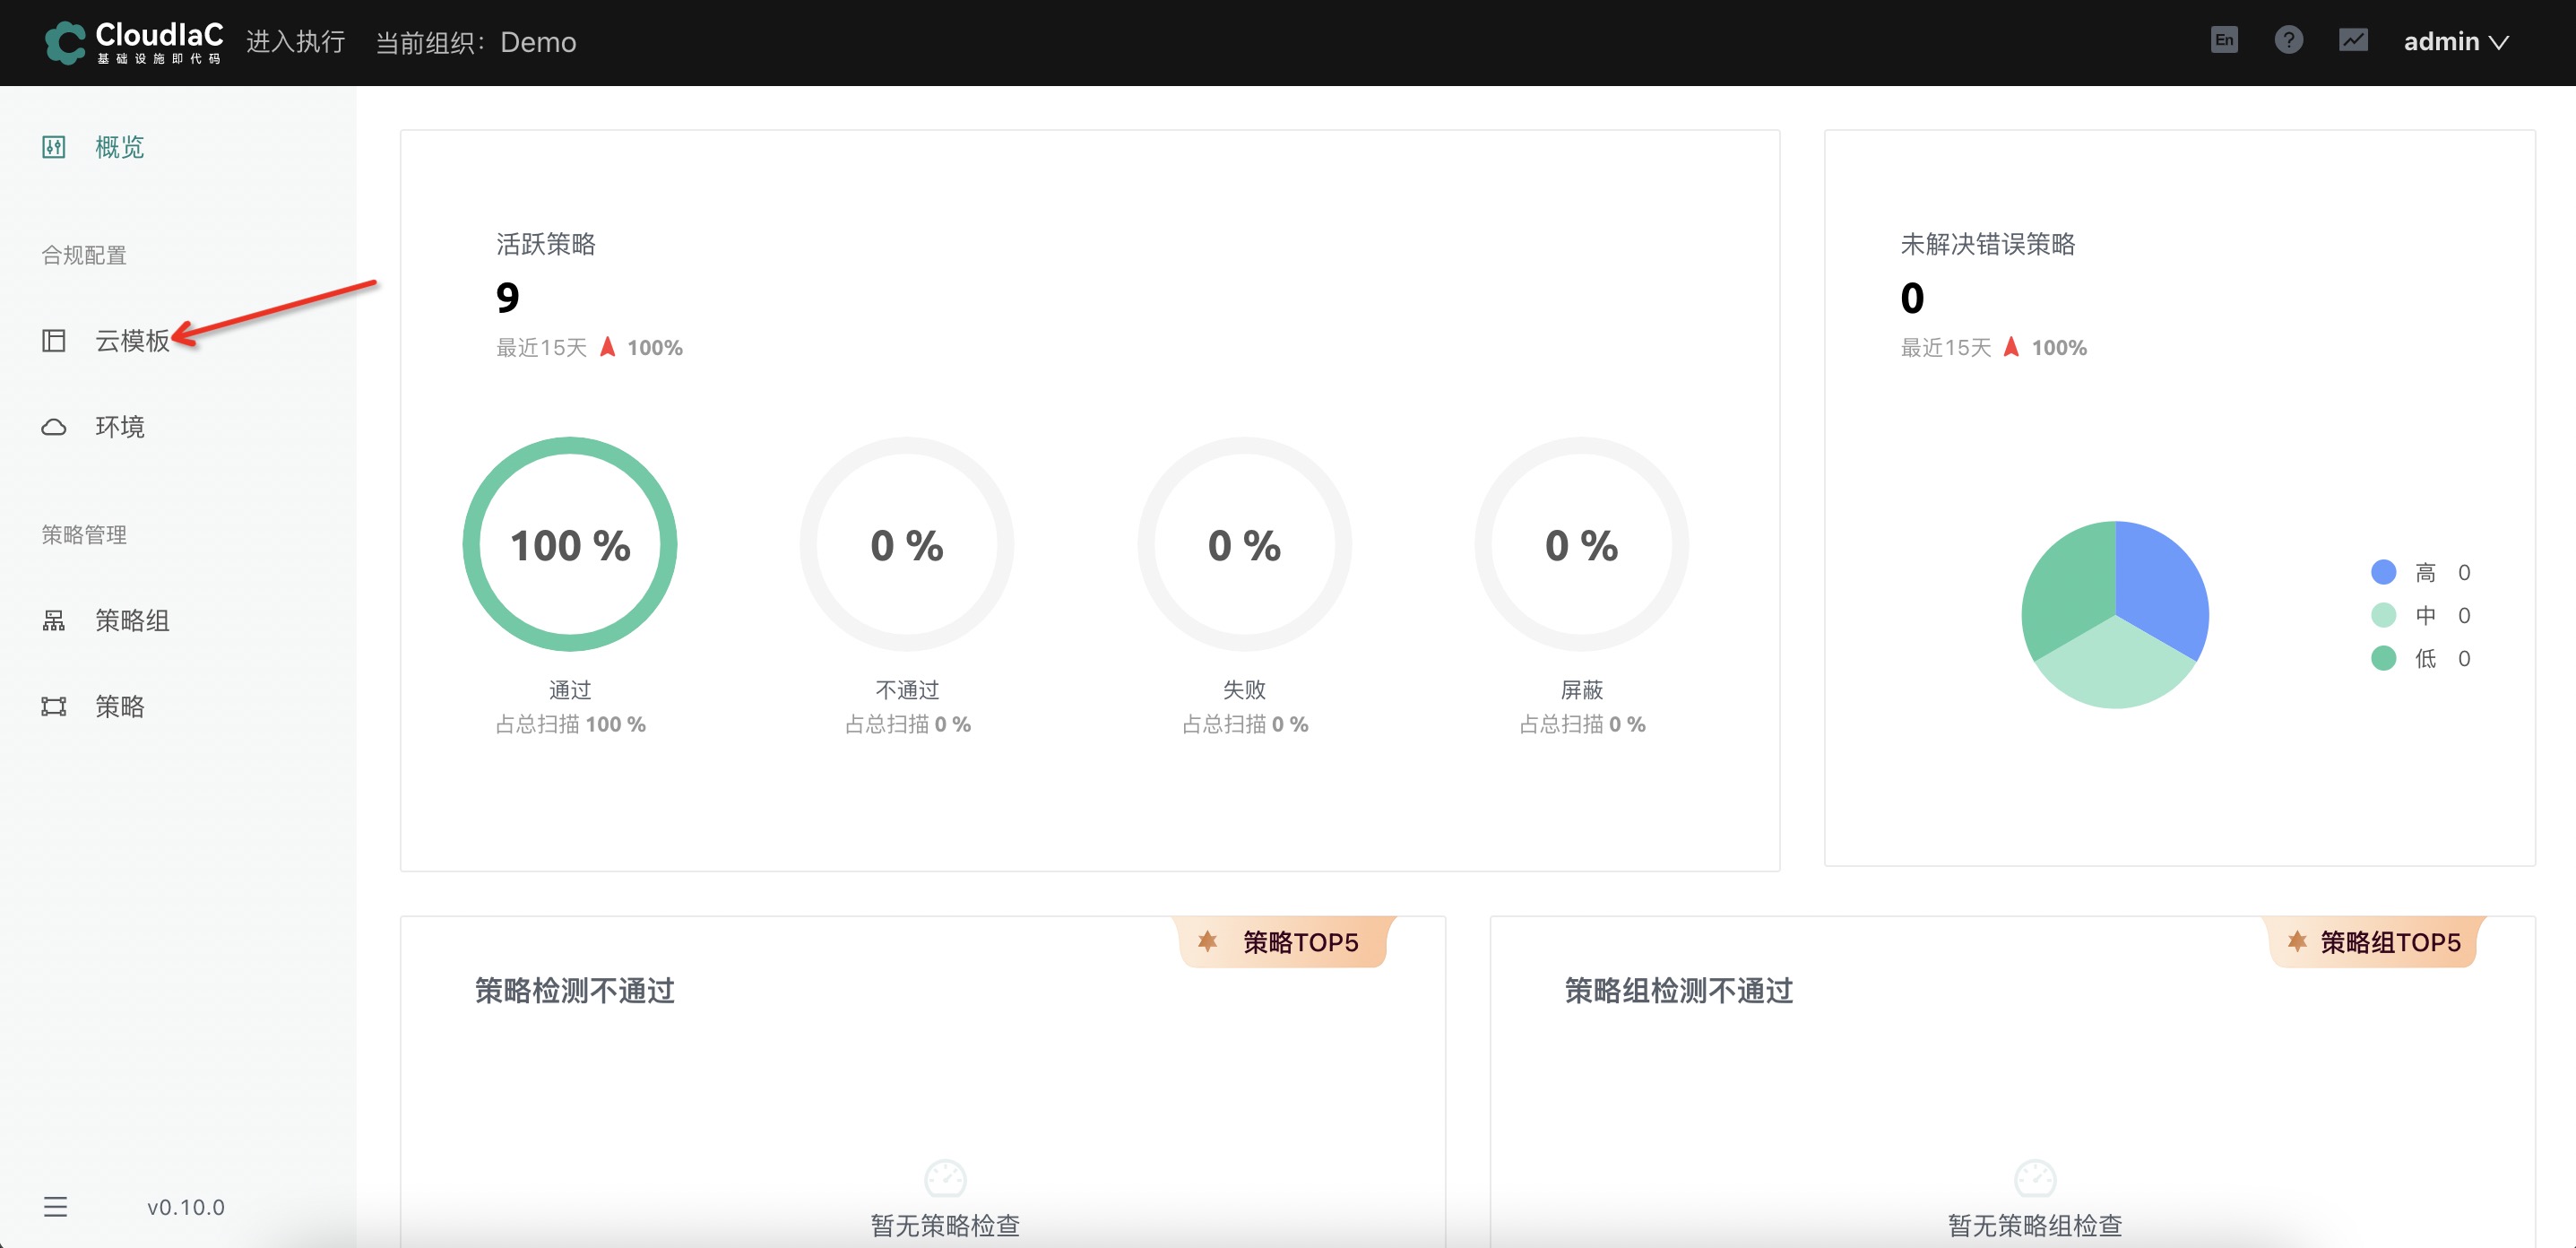 CloudIaC
基础设施即代码
进入执行
当前组织：Demo
En
admin
概览
合规配置
云模板
环境
策略管理
策略组
策略
v0.10.0
活跃策略
9
最近15天 100%
100 %
通过
占总扫描 100 %
0 %
不通过
占总扫描 0 %
0 %
失败
占总扫描 0 %
0 %
屏蔽
占总扫描 0 %
未解决错误策略
0
最近15天 100%
高 0
中 0
低 0
策略TOP5
策略检测不通过
暂无策略检查
策略组TOP5
策略组检测不通过
暂无策略组检查